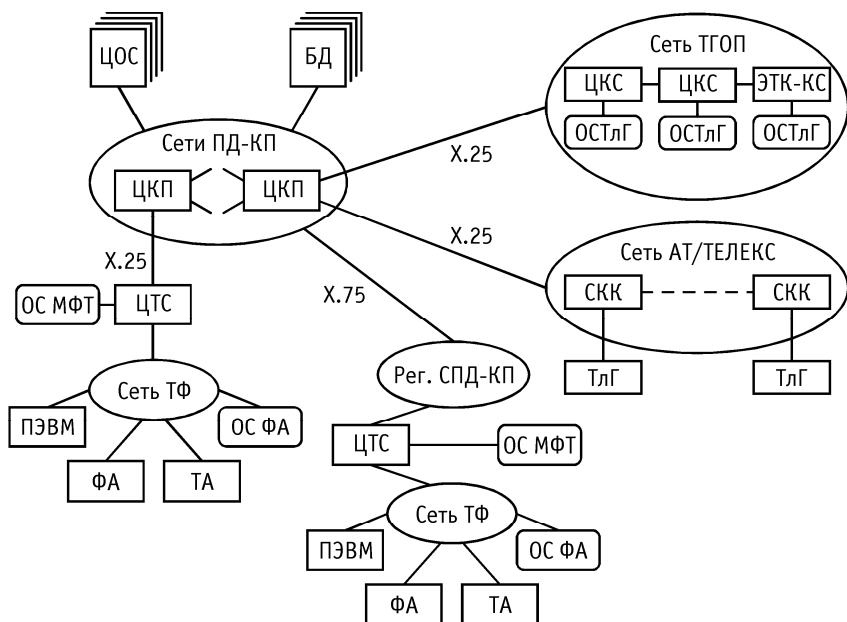 ЦОС
БД
Сеть ТГОП
ЦКС
ЦКС
ЭТК-КС
ОСТлГ
ОСТлГ
ОСТлГ
Сети ПД-КП
ЦКП
ЦКП
X.25
X.25
X.25
X.75
Сеть АТ/ТЕЛЕКС
СКК
СКК
ТлГ
ТлГ
ОС МФТ
ЦТС
Сеть ТФ
ПЭВМ
ОС ФА
ФА
ТА
Рег. СПД-КП
ЦТС
ОС МФТ
Сеть ТФ
ПЭВМ
ОС ФА
ФА
ТА